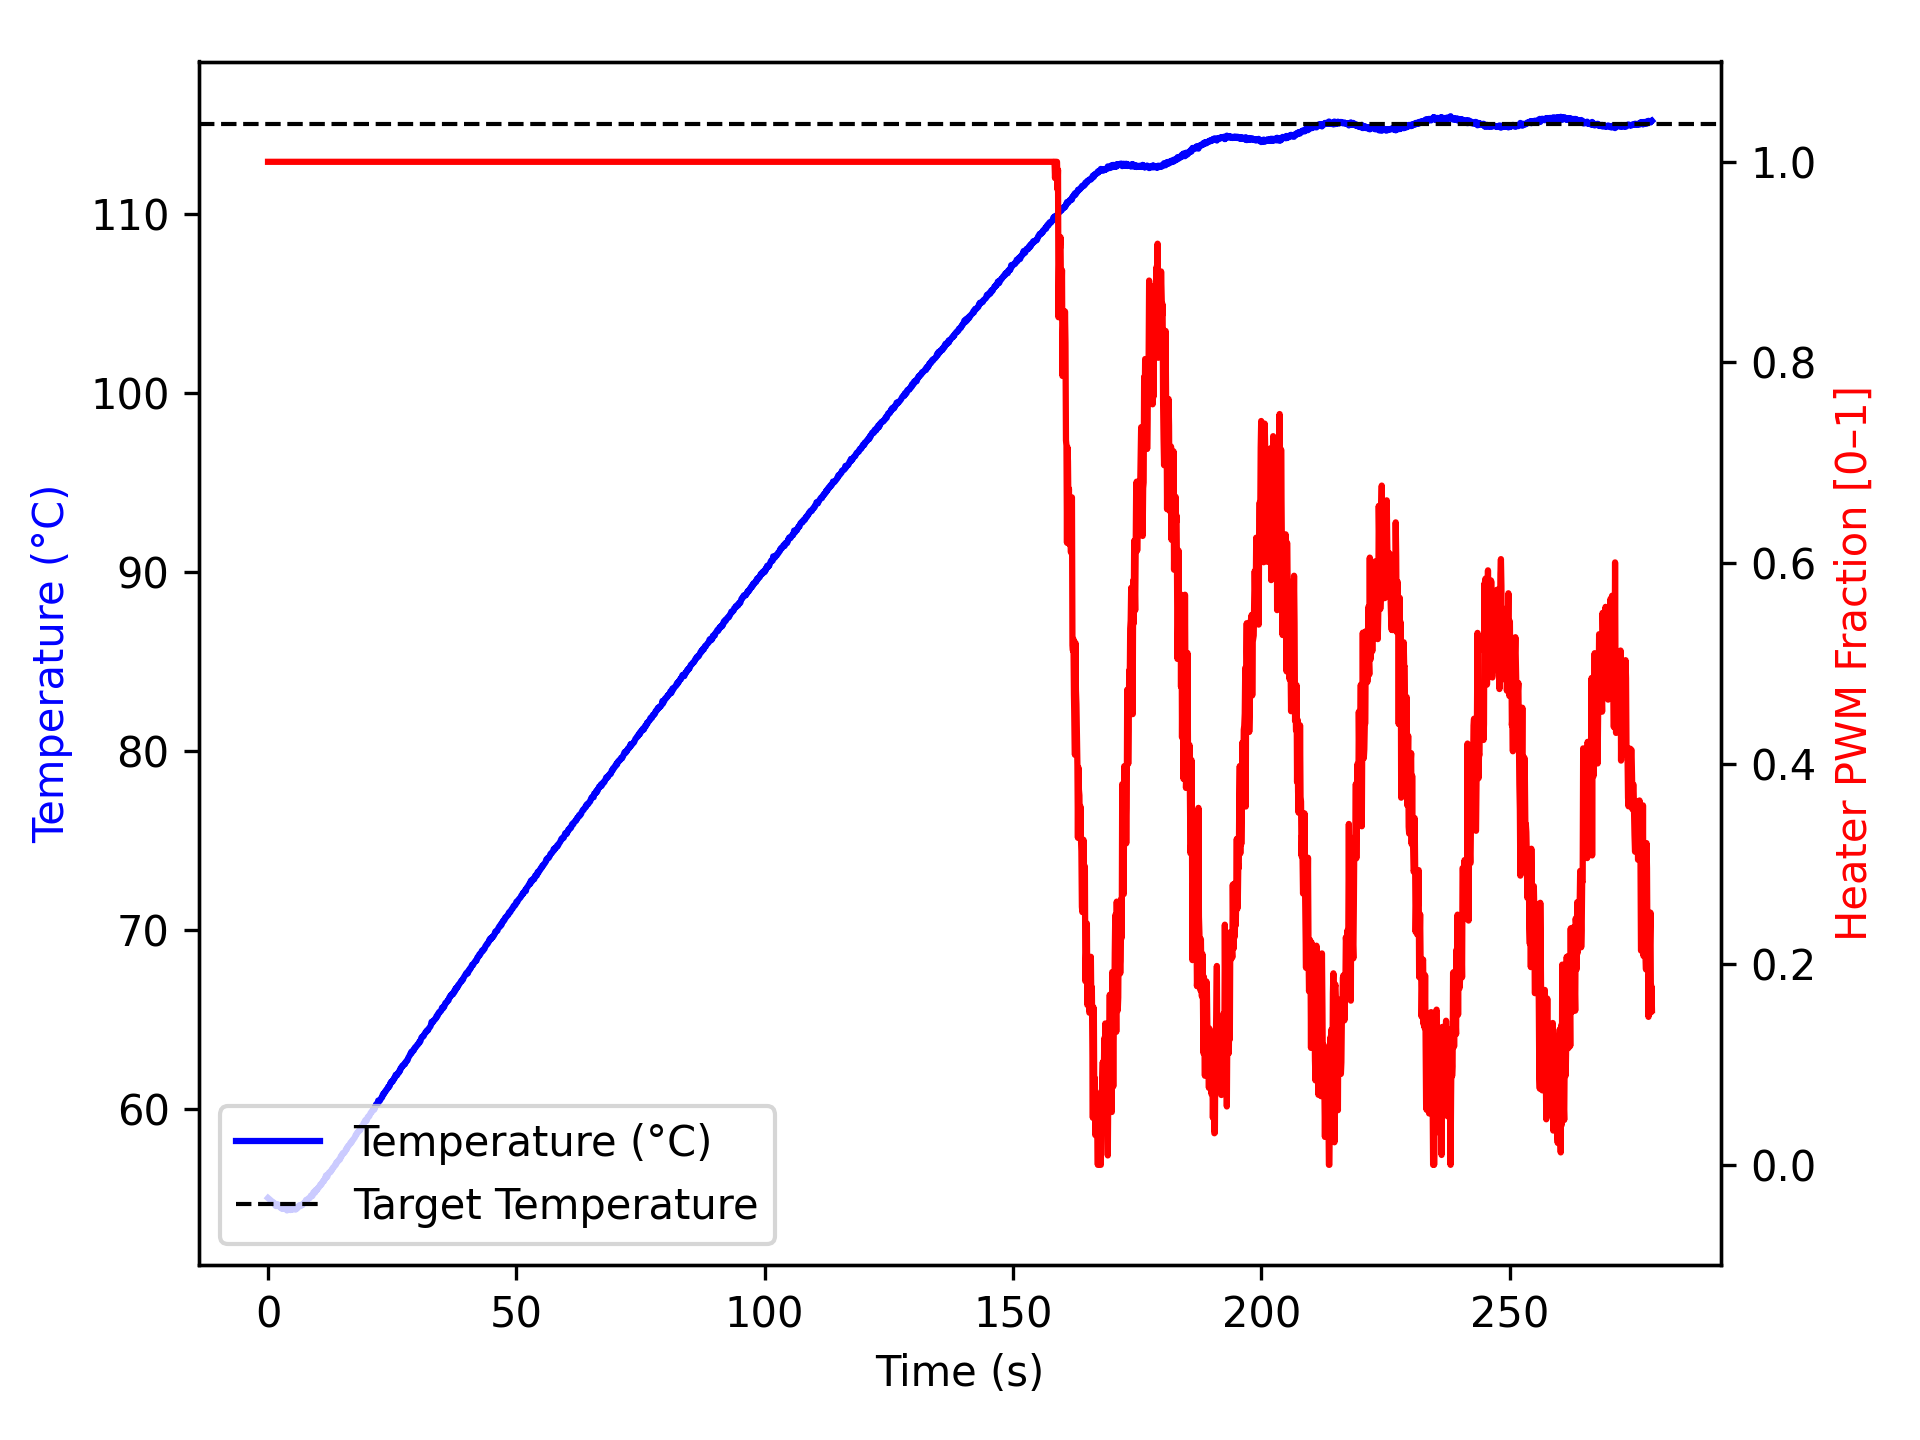 110
100
90
80
70
60
Temperature (°C)
1.0
0.8
0.6
0.4
0.2
0.0
Heater PWM Fraction [0–1]
Temperature (°C)
Target Temperature
0 50 100 150 200 250
Time (s)